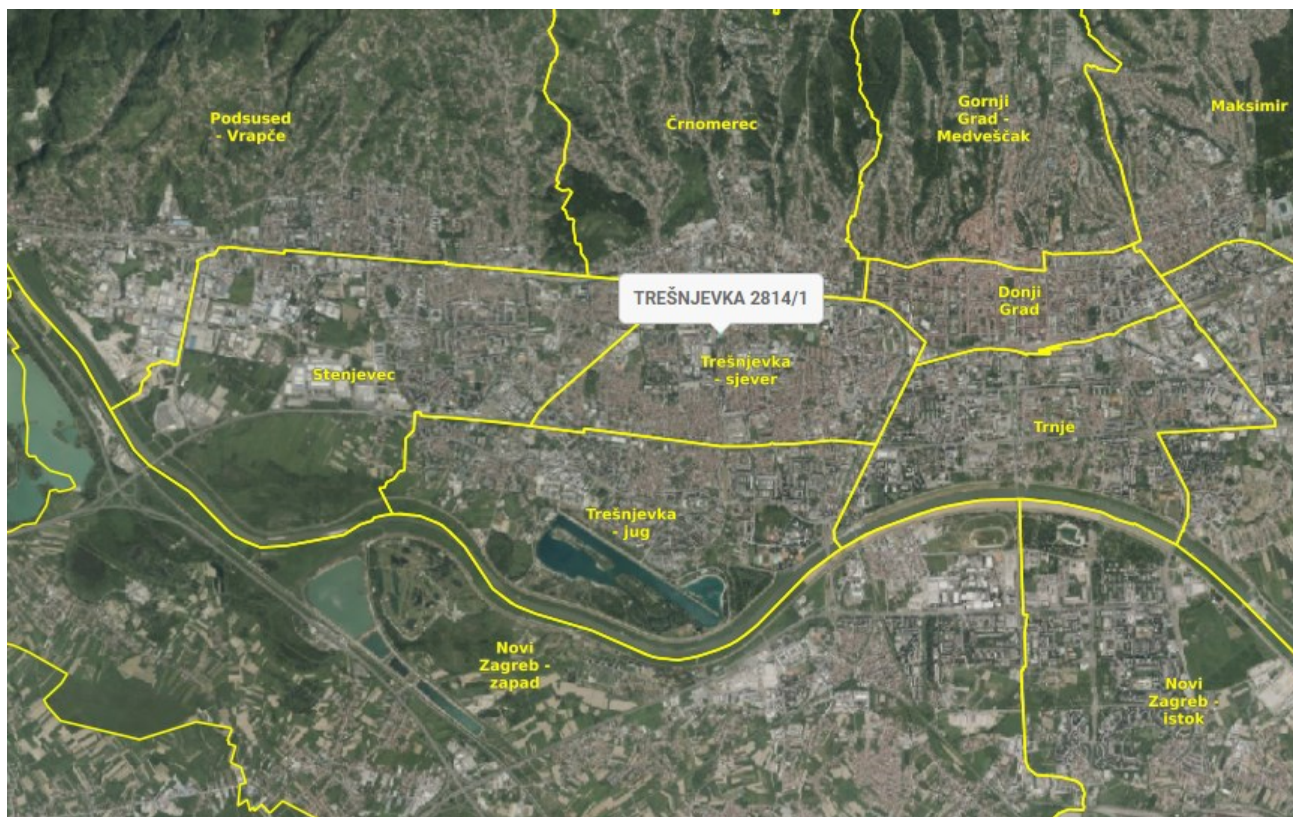 Podsused
- Vrapče
Črnomerec
Gornji
Grad -
Medveščak
Maksimir
TREŠNJEVKA 2814/1
Donji
Grad
Stenjevec
Trešnjevka
- sjever
Trnje
Trešnjevka
- jug
Novi
Zagreb -
zapad
Novi
Zagreb -
istok